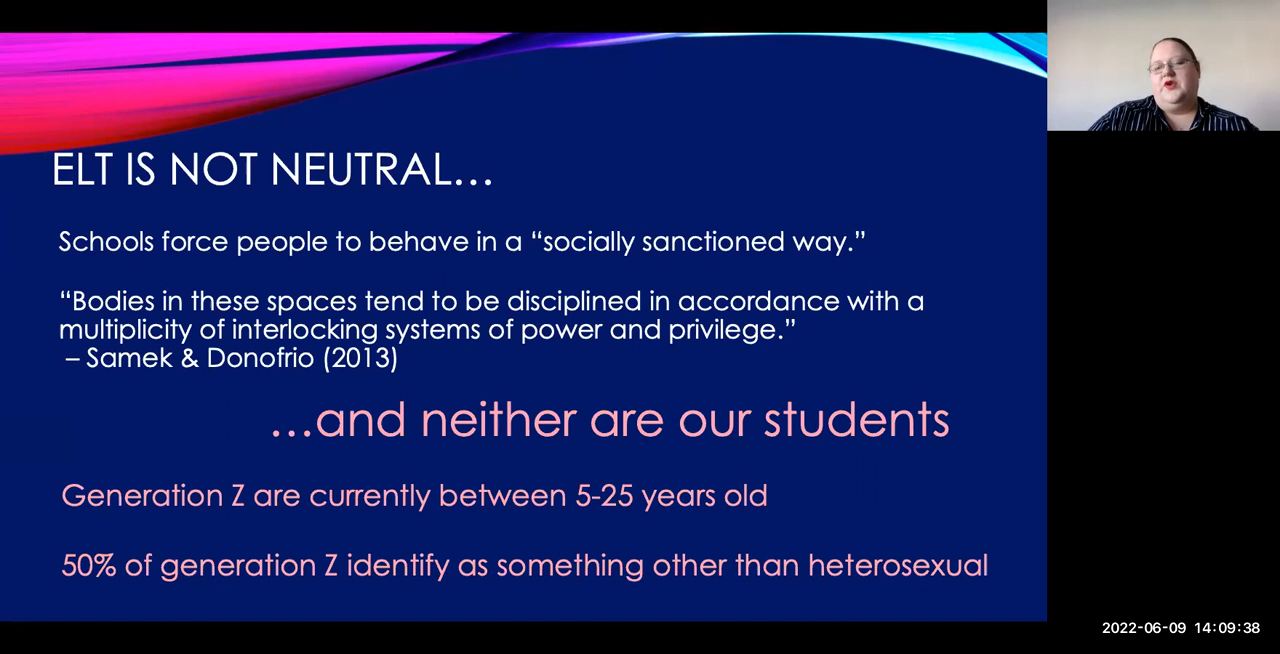 ELT IS NOT NEUTRAL…
Schools force people to behave in a “socially sanctioned way.”
“Bodies in these spaces tend to be disciplined in accordance with a
multiplicity of interlocking systems of power and privilege.”
– Samek & Donofrio (2013)
…and neither are our students
Generation Z are currently between 5-25 years old
50% of generation Z identify as something other than heterosexual
2022-06-09 14:09:38